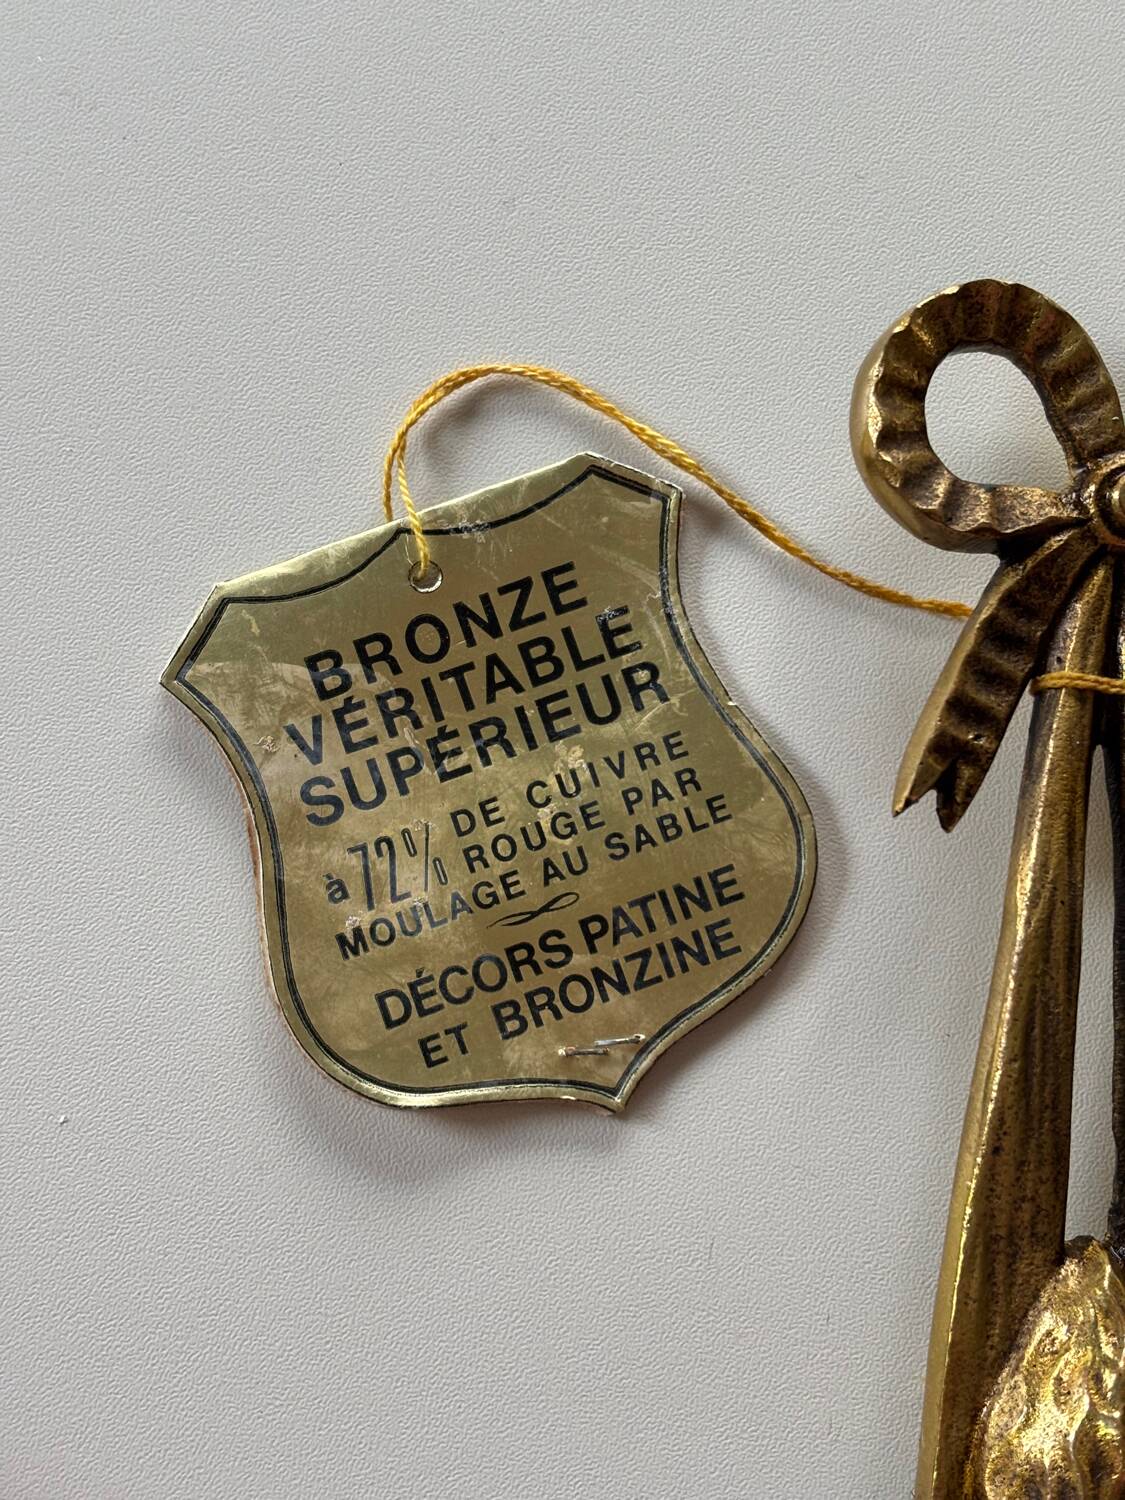 BRONZE
VÉRITABLE
SUPÉRIEUR
à 72% DE CUIVRE
ROUGE PAR
MOULAGE AU SABLE
DÉCORS PATINE
ET BRONZINE